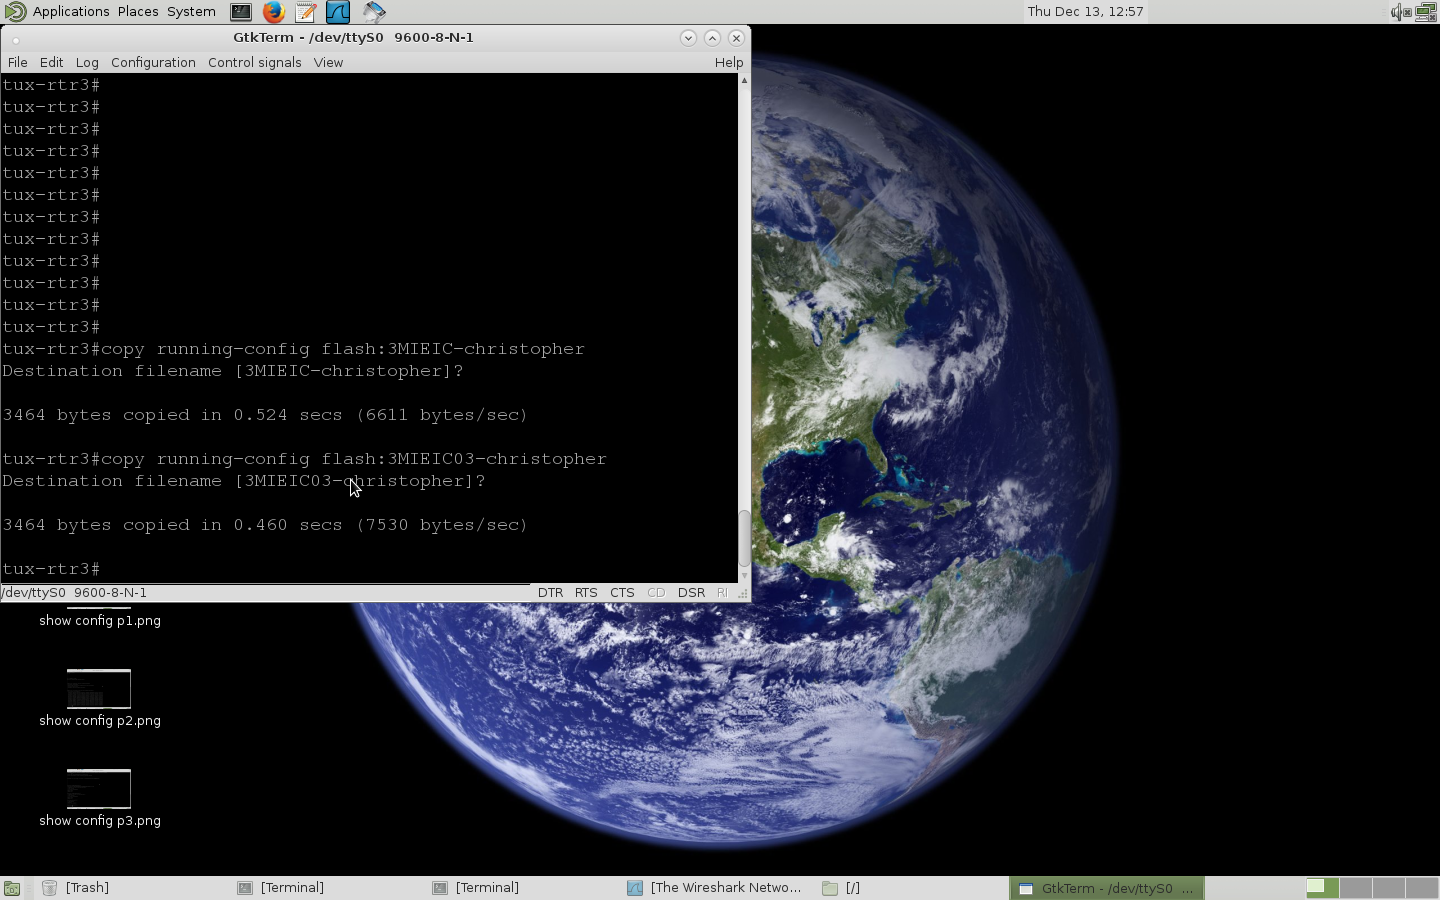 Applications Places System
Thu Dec 13, 12:57
GtkTerm - /dev/ttyS0 9600-8-N-1
File Edit Log Configuration Control signals View Help
tux-rtr3#
tux-rtr3#
tux-rtr3#
tux-rtr3#
tux-rtr3#
tux-rtr3#
tux-rtr3#
tux-rtr3#
tux-rtr3#
tux-rtr3#
tux-rtr3#
tux-rtr3#
tux-rtr3#copy running-config flash:3MIEIC-christopher
Destination filename [3MIEIC-christopher]?
3464 bytes copied in 0.524 secs (6611 bytes/sec)
tux-rtr3#copy running-config flash:3MIEIC03-christopher
Destination filename [3MIEIC03-christopher]?
3464 bytes copied in 0.460 secs (7530 bytes/sec)
tux-rtr3#
/dev/ttyS0 9600-8-N-1 DTR RTS CTS CD DSR RI
show config p1.png
show config p2.png
show config p3.png
[Trash] [Terminal] [Terminal] [The Wireshark Netwo... [/] GtkTerm - /dev/ttyS0 ...